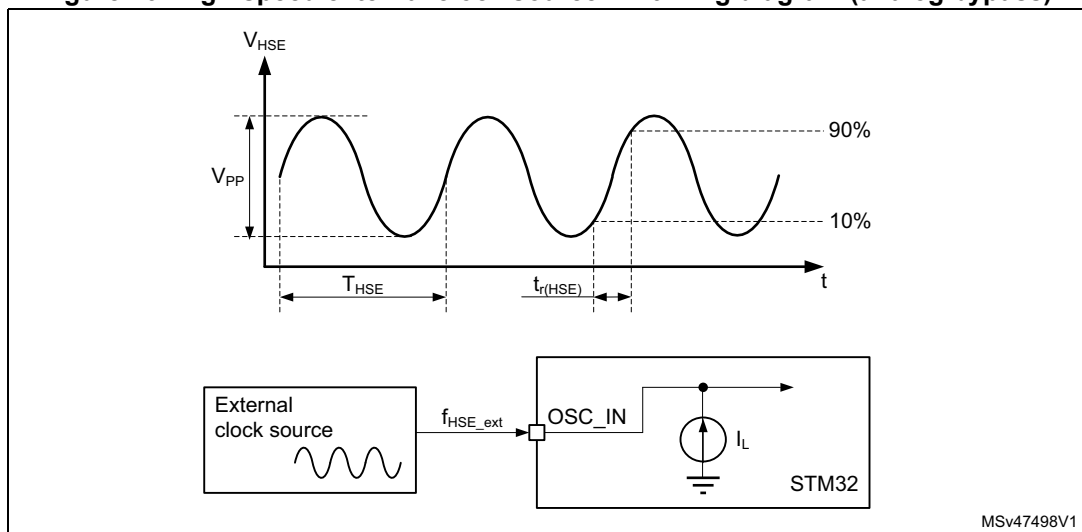 V_HSE
90%
V_PP
10%
T_HSE
t_r(HSE)
t
External
clock source
f_HSE_ext
OSC_IN
I_L
STM32
MSv47498V1